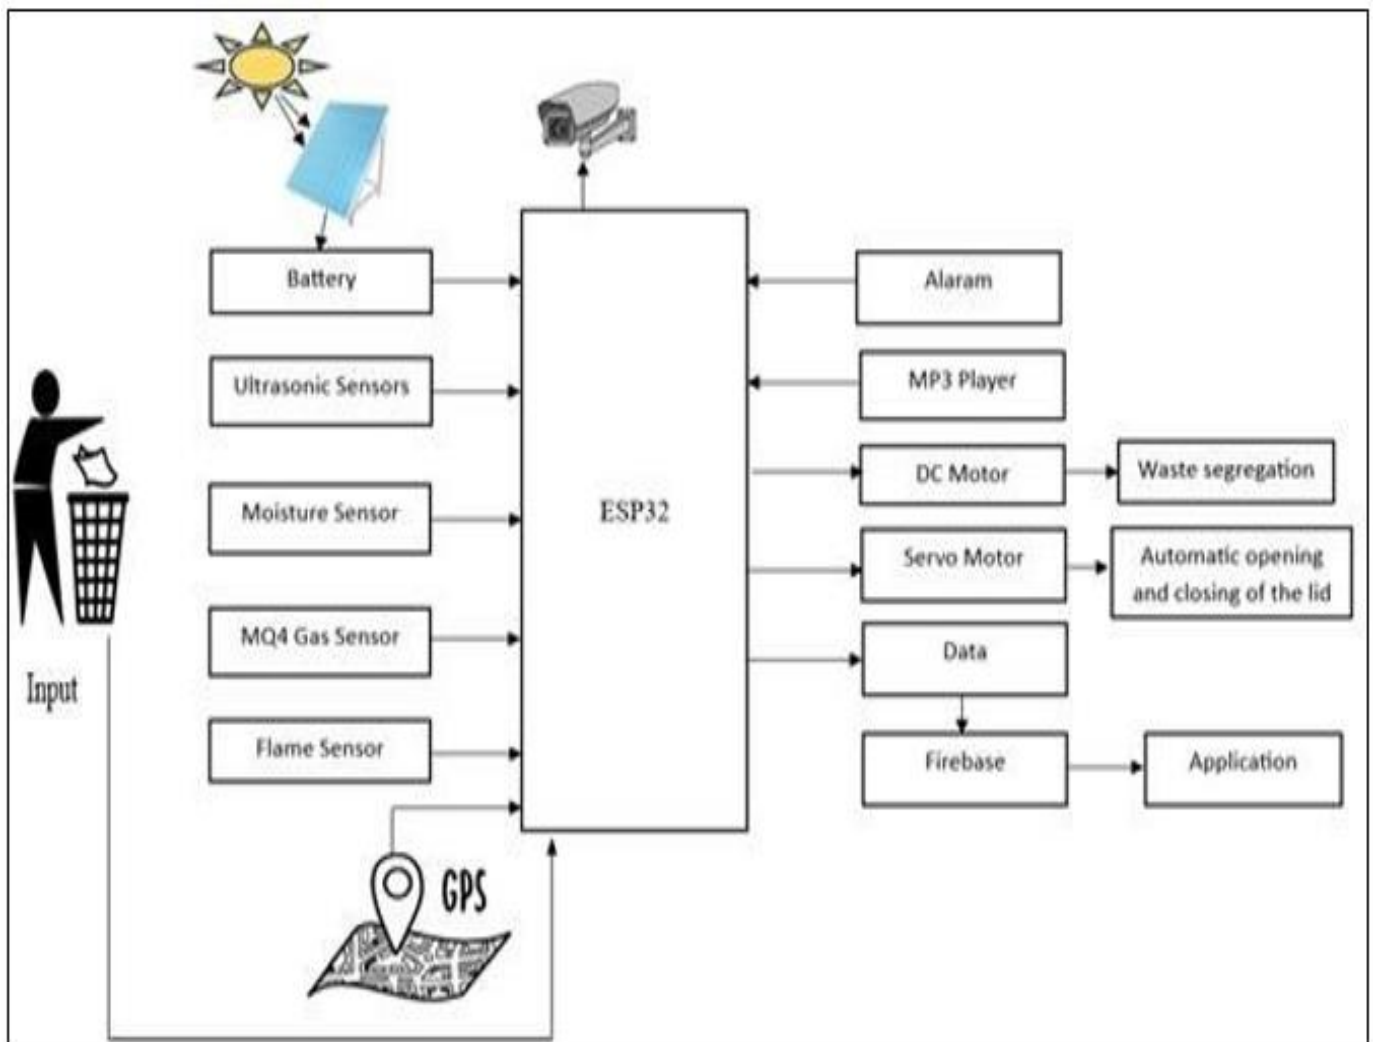 Battery
Ultrasonic Sensors
Moisture Sensor
MQ4 Gas Sensor
Flame Sensor
Input
GPS
ESP32
Alaram
MP3 Player
DC Motor
Waste segregation
Servo Motor
Automatic opening
and closing of the lid
Data
Firebase
Application